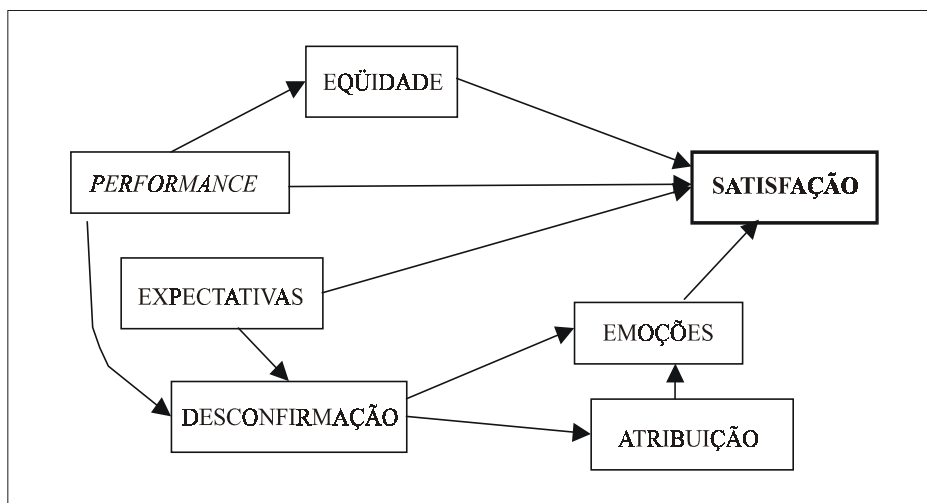 EQÜIDADE
PERFORMANCE
SATISFAÇÃO
EXPECTATIVAS
EMOÇÕES
DESCONFIRMAÇÃO
ATRIBUIÇÃO